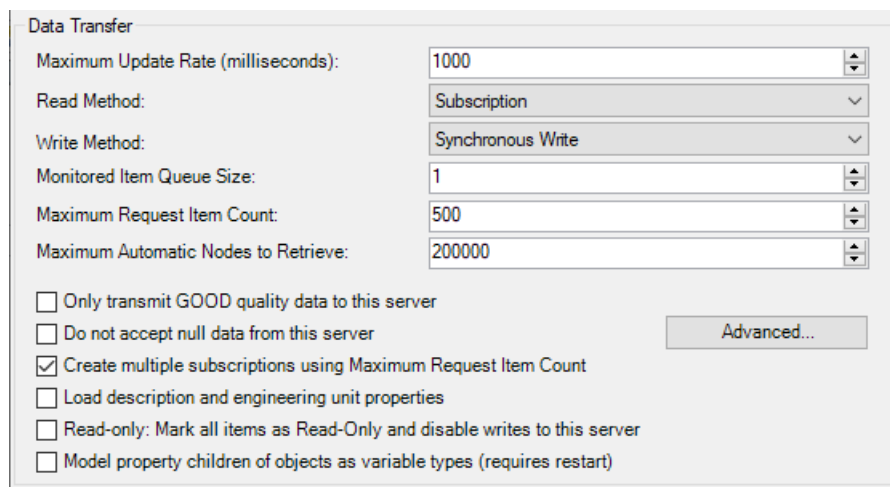 Data Transfer
Maximum Update Rate (milliseconds): 1000
Read Method: Subscription
Write Method: Synchronous Write
Monitored Item Queue Size: 1
Maximum Request Item Count: 500
Maximum Automatic Nodes to Retrieve: 200000
Only transmit GOOD quality data to this server
Do not accept null data from this server Advanced...
Create multiple subscriptions using Maximum Request Item Count
Load description and engineering unit properties
Read-only: Mark all items as Read-Only and disable writes to this server
Model property children of objects as variable types (requires restart)